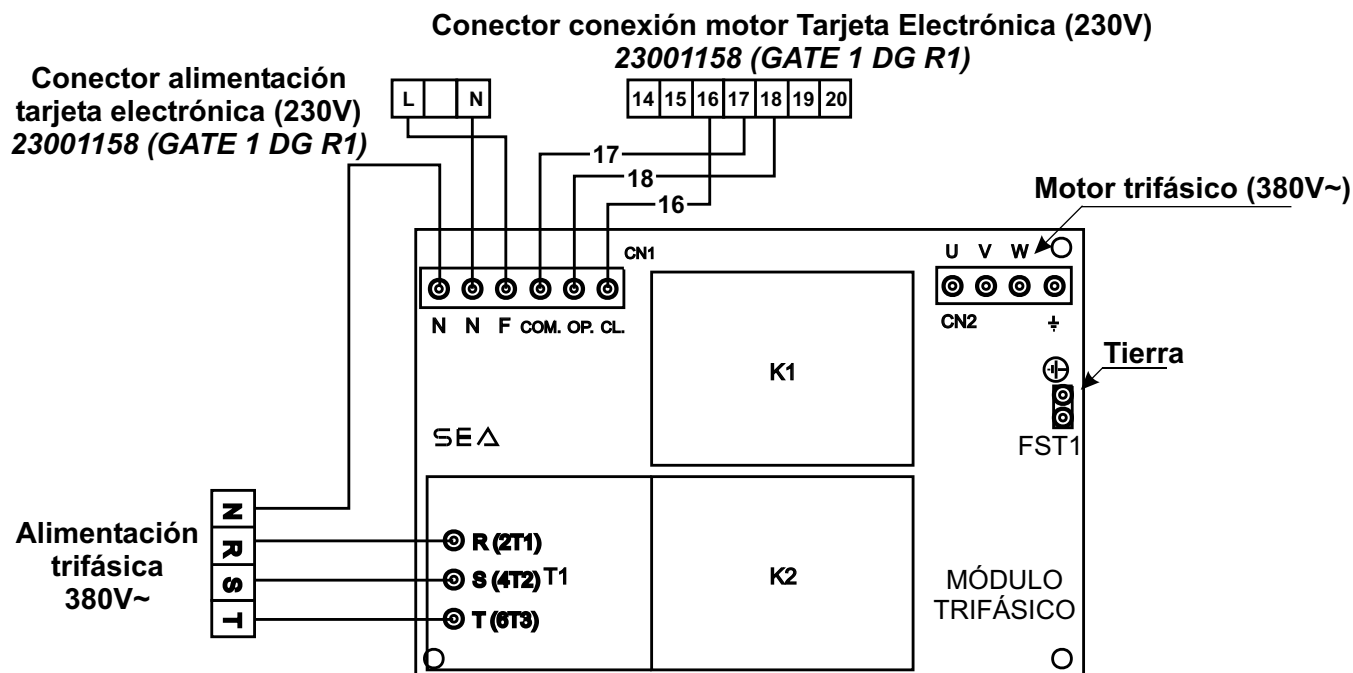 Conector conexión motor Tarjeta Electrónica (230V)
23001158 (GATE 1 DG R1)
Conector alimentación
tarjeta electrónica (230V)
23001158 (GATE 1 DG R1)
L N
14 15 16 17 18 19 20
17
18
16
Motor trifásico (380V~)
CN1
U V W
N N F COM. OP. CL.
CN2
Tierra
K1
FST1
SEA
Alimentación
trifásica
380V~
N
R
S
T
R (2T1)
S (4T2) T1
T (6T3)
K2
MÓDULO
TRIFÁSICO